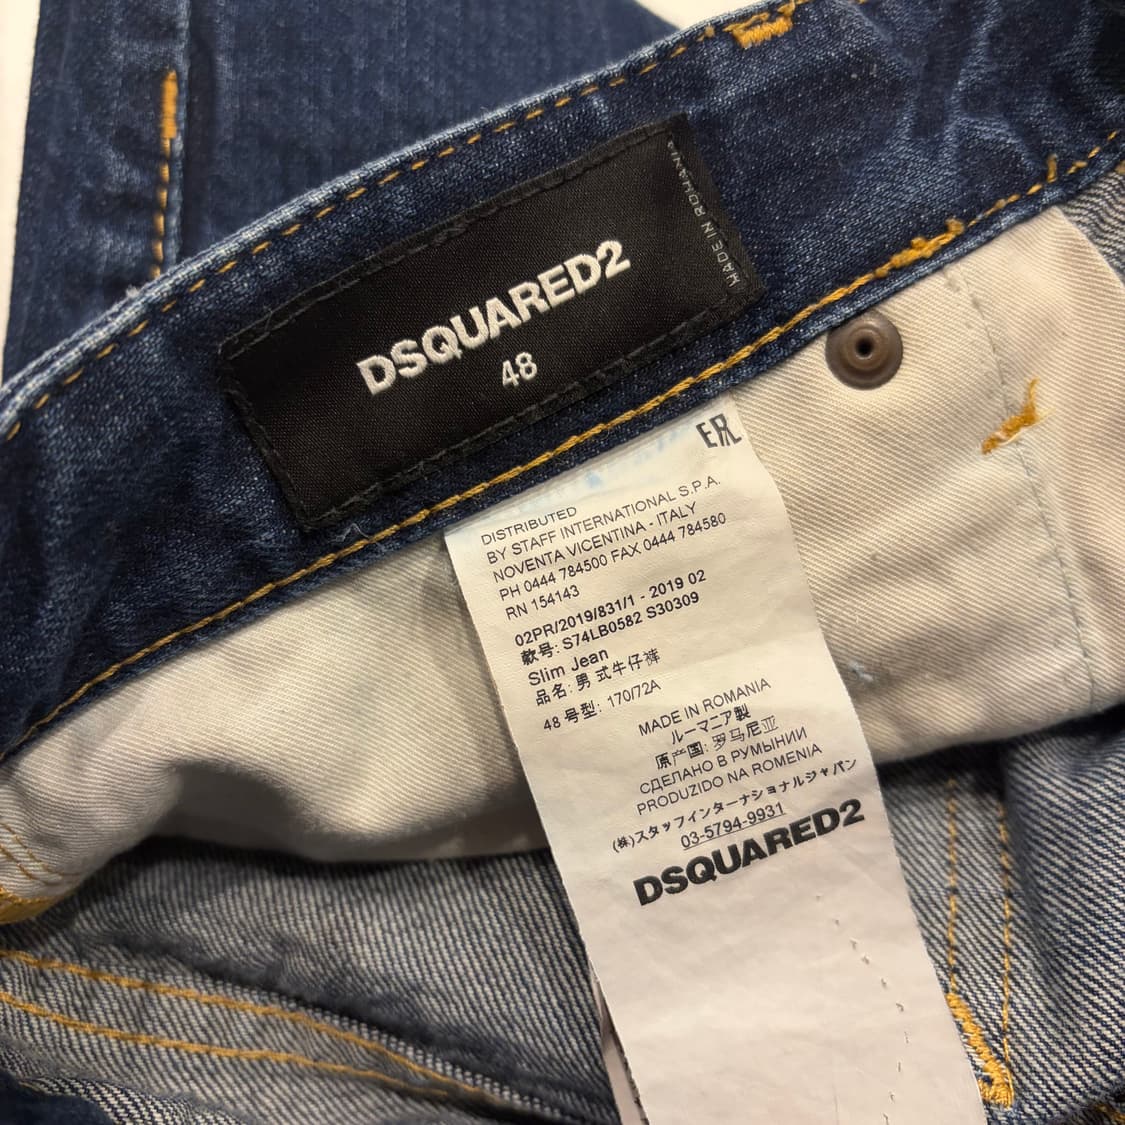 MADE IN ROMANIA
DSQUARED2
48
DISTRIBUTED
BY STAFF INTERNATIONAL S.P.A.
NOVENTA VICENTINA - ITALY
PH 0444 784500 FAX 0444 784580
RN 154143
02PR/2019/831/1 - 2019 02
款号: S74LB0582 S30309
Slim Jean
品名: 男式牛仔裤
48 号型: 170/72A
MADE IN ROMANIA
ルーマニア製
原产国: 罗马尼亚
СДЕЛАНО В РУМЫНИИ
PRODUZIDO NA ROMENIA
(株)スタッフインターナショナルジャパン
03-5794-9931
DSQUARED2